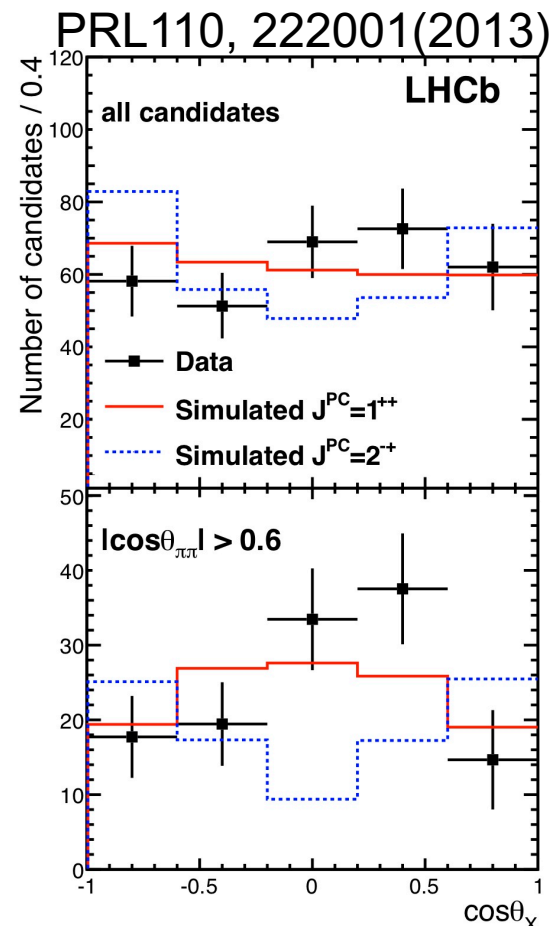 PRL110, 222001(2013)
Number of candidates / 0.4
120
100
80
60
40
20
LHCb
all candidates
Data
Simulated J^PC=1^++
Simulated J^PC=2^-+
50
40
30
20
10
0
|cosθππ| > 0.6
-1 -0.5 0 0.5 1
cosθX